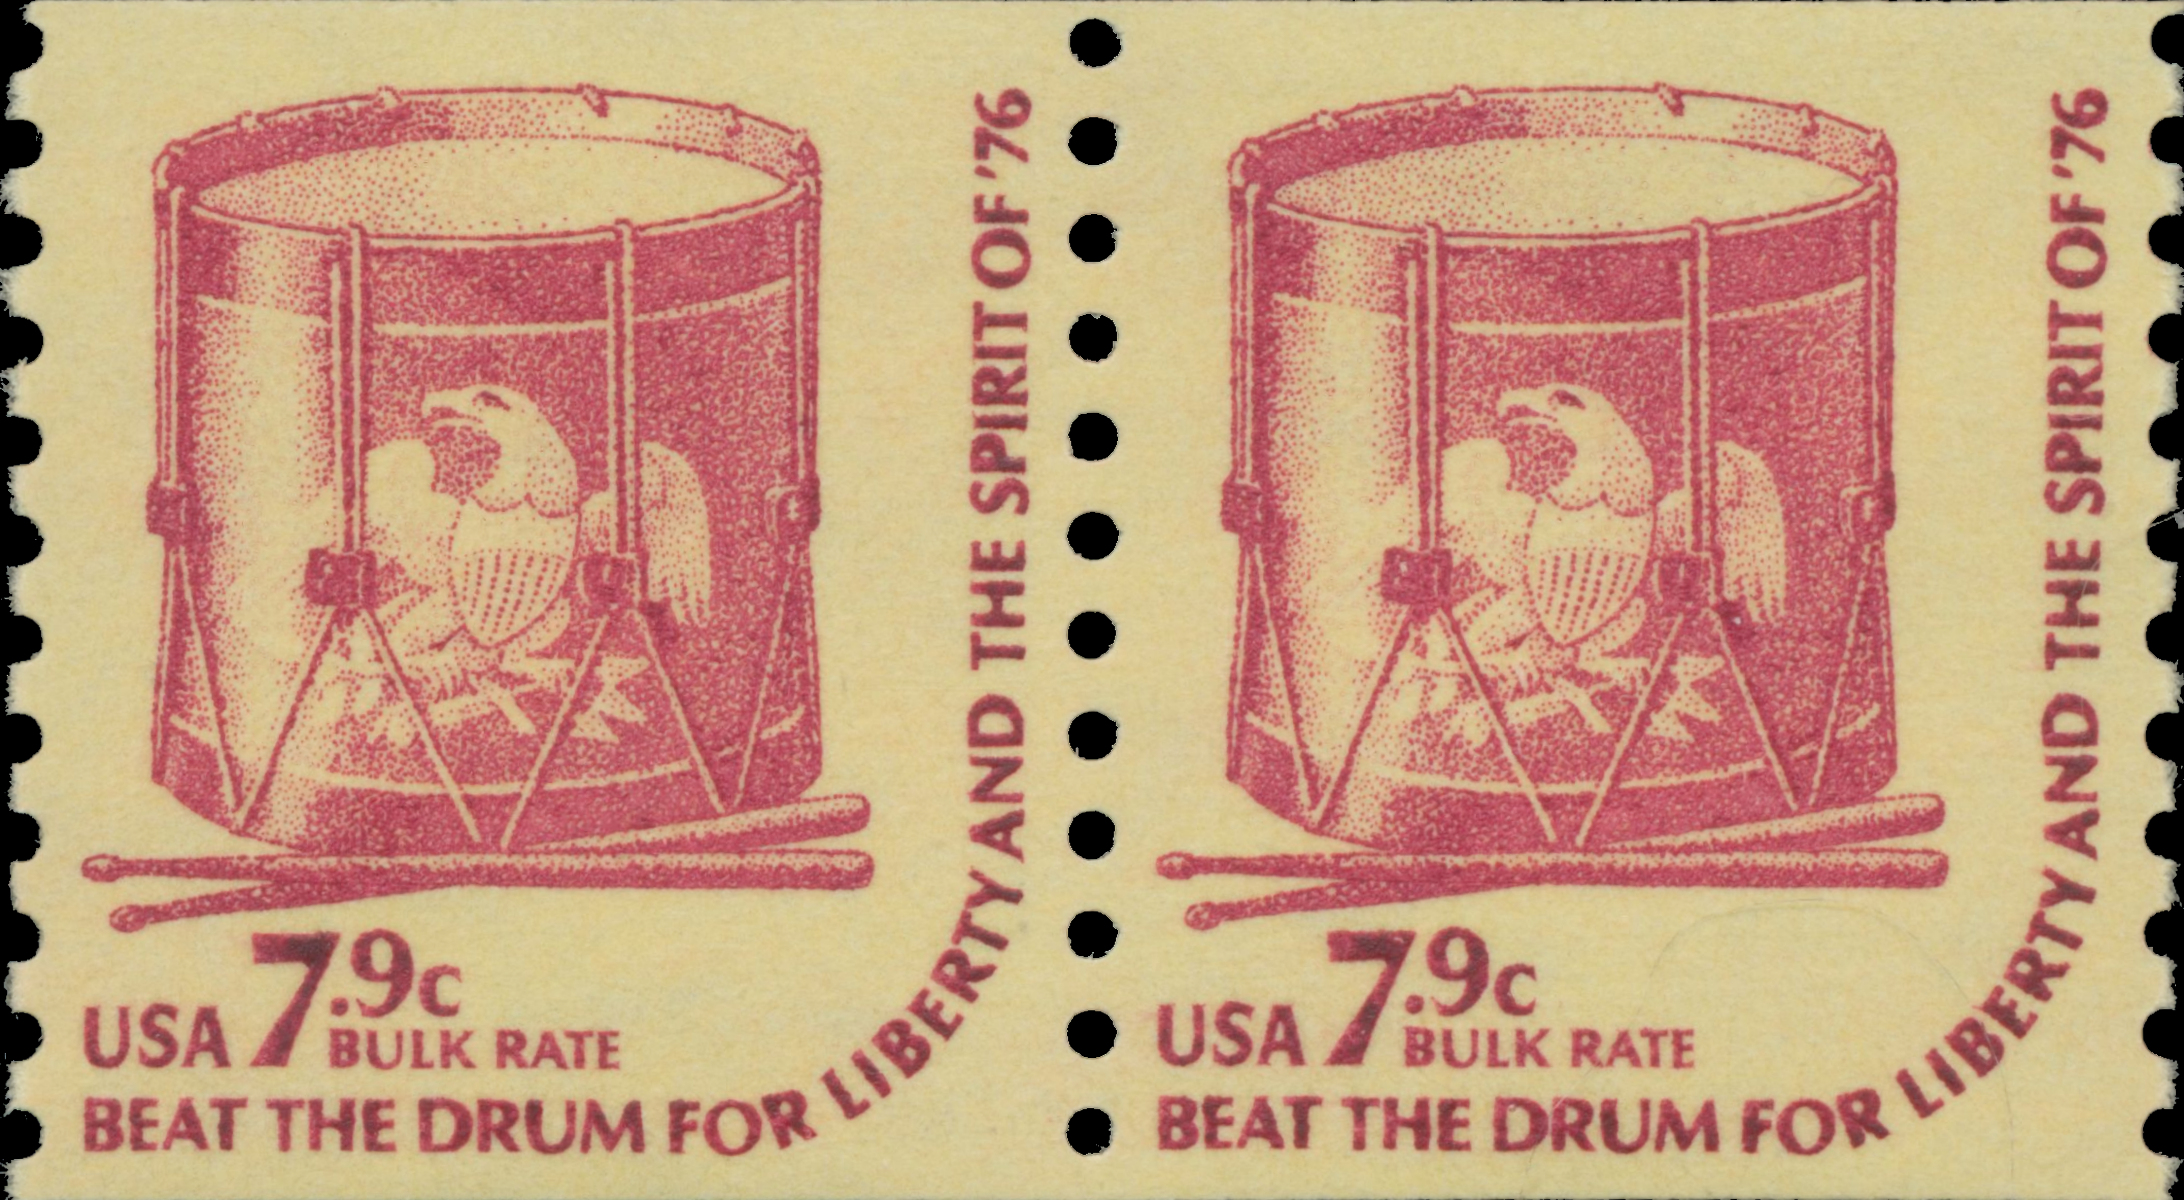 USA 7.9c
BULK RATE
BEAT THE DRUM FOR LIBERTY AND THE SPIRIT OF '76
USA 7.9c
BULK RATE
BEAT THE DRUM FOR LIBERTY AND THE SPIRIT OF '76